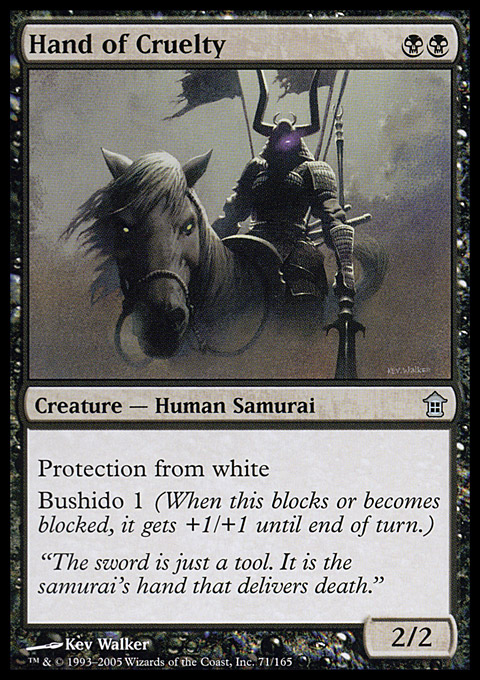 Hand of Cruelty
KEV WALKER
Creature — Human Samurai
Protection from white
Bushido 1 (When this blocks or becomes
blocked, it gets +1/+1 until end of turn.)
“The sword is just a tool. It is the
samurai’s hand that delivers death.”
2/2
Kev Walker
™ & © 1993–2005 Wizards of the Coast, Inc. 71/165